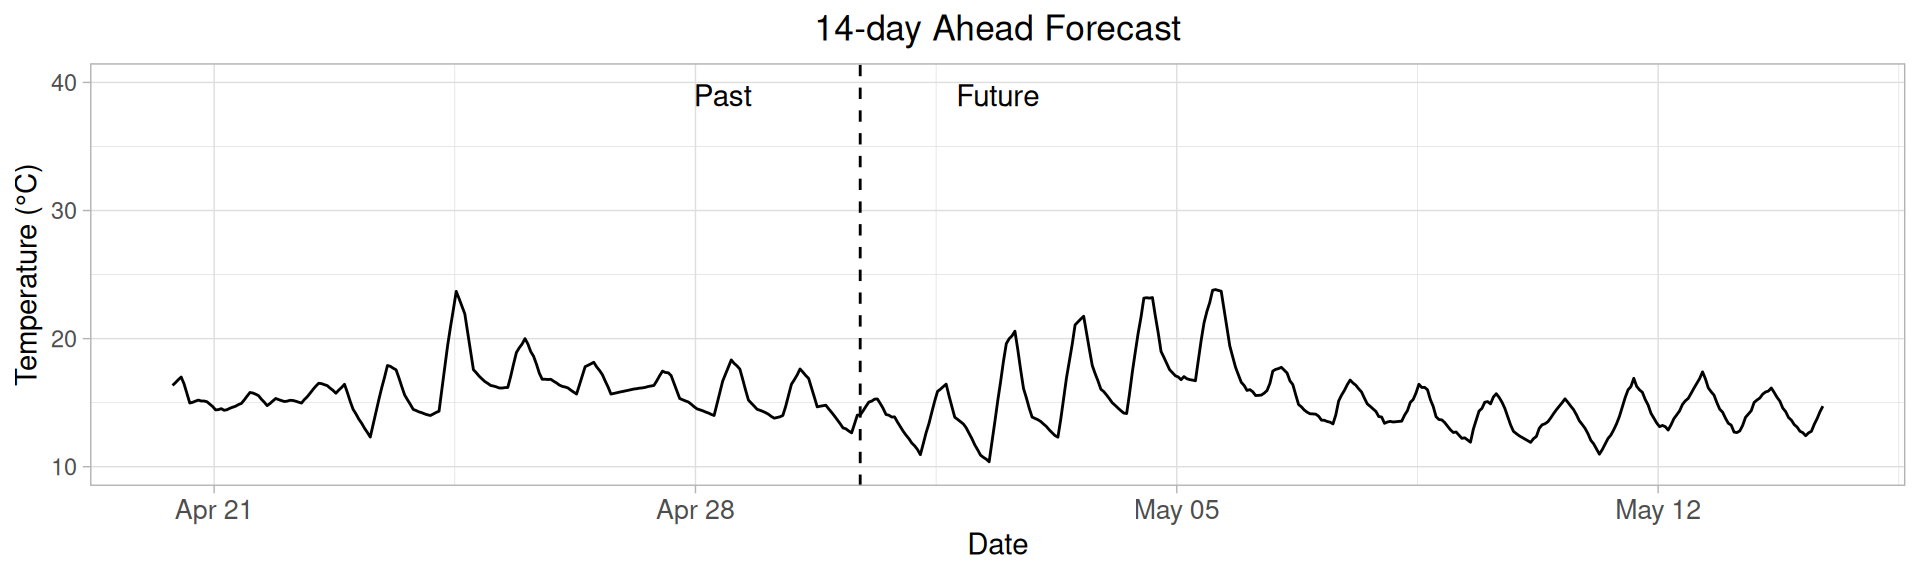 14-day Ahead Forecast
Past
Future
Temperature (°C)
40
30
20
10
Apr 21
Apr 28
May 05
May 12
Date